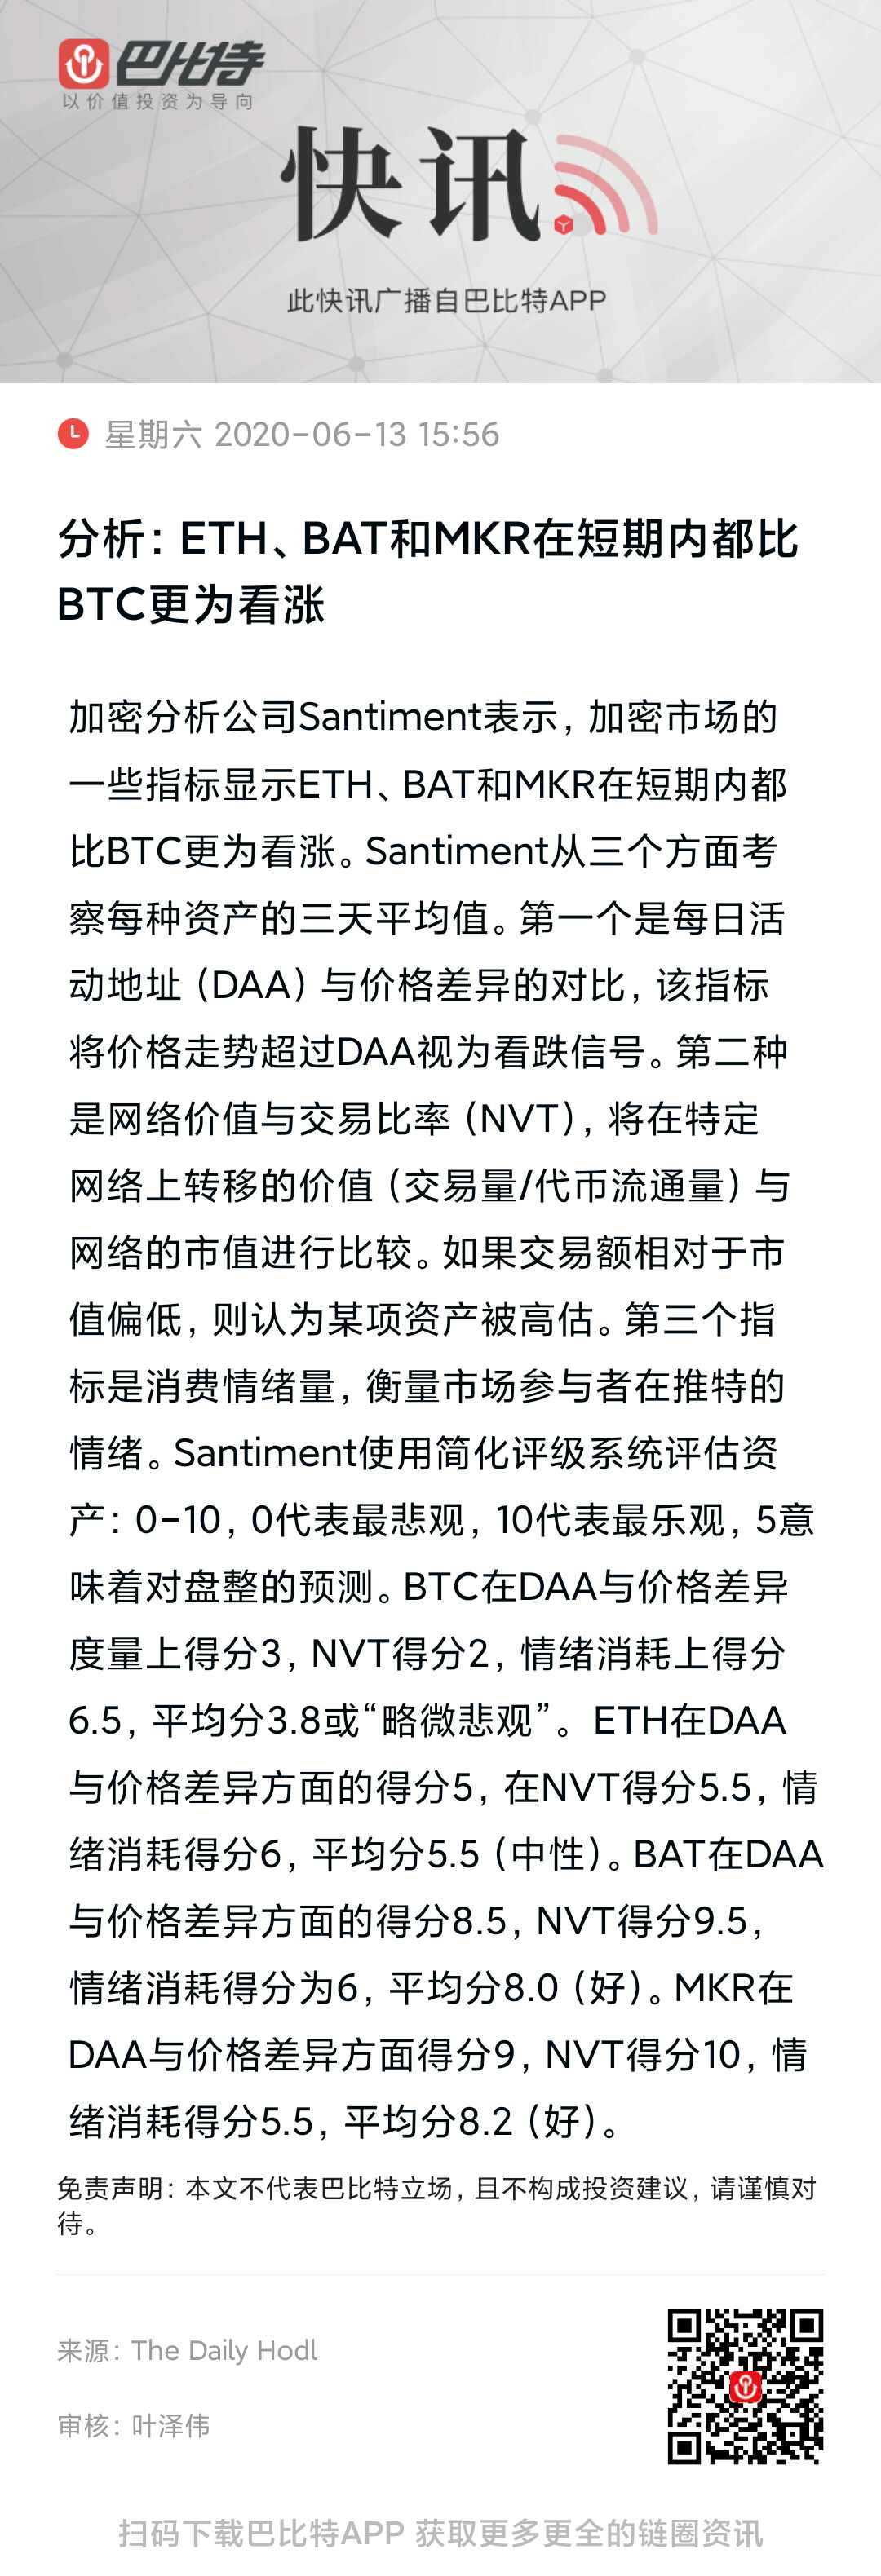 巴比特
以价值投资为导向
快讯
此快讯广播自巴比特APP
星期六 2020-06-13 15:56
分析：ETH、BAT和MKR在短期内都比
BTC更为看涨
加密分析公司Santiment表示，加密市场的
一些指标显示ETH、BAT和MKR在短期内都
比BTC更为看涨。Santiment从三个方面考
察每种资产的三天平均值。第一个是每日活
动地址（DAA）与价格差异的对比，该指标
将价格走势超过DAA视为看跌信号。第二种
是网络价值与交易比率（NVT），将在特定
网络上转移的价值（交易量/代币流通量）与
网络的市值进行比较。如果交易额相对于市
值偏低，则认为某项资产被高估。第三个指
标是消费情绪量，衡量市场参与者在推特的
情绪。Santiment使用简化评级系统评估资
产：0-10，0代表最悲观，10代表最乐观，5意
味着对盘整的预测。BTC在DAA与价格差异
度量上得分3，NVT得分2，情绪消耗上得分
6.5，平均分3.8或“略微悲观”。ETH在DAA
与价格差异方面的得分5，在NVT得分5.5，情
绪消耗得分6，平均分5.5（中性）。BAT在DAA
与价格差异方面的得分8.5，NVT得分9.5，
情绪消耗得分为6，平均分8.0（好）。MKR在
DAA与价格差异方面得分9，NVT得分10，情
绪消耗得分5.5，平均分8.2（好）。
免责声明：本文不代表巴比特立场，且不构成投资建议，请谨慎对
待。
来源：The Daily Hodl
审核：叶泽伟
扫码下载巴比特APP 获取更多更全的链圈资讯